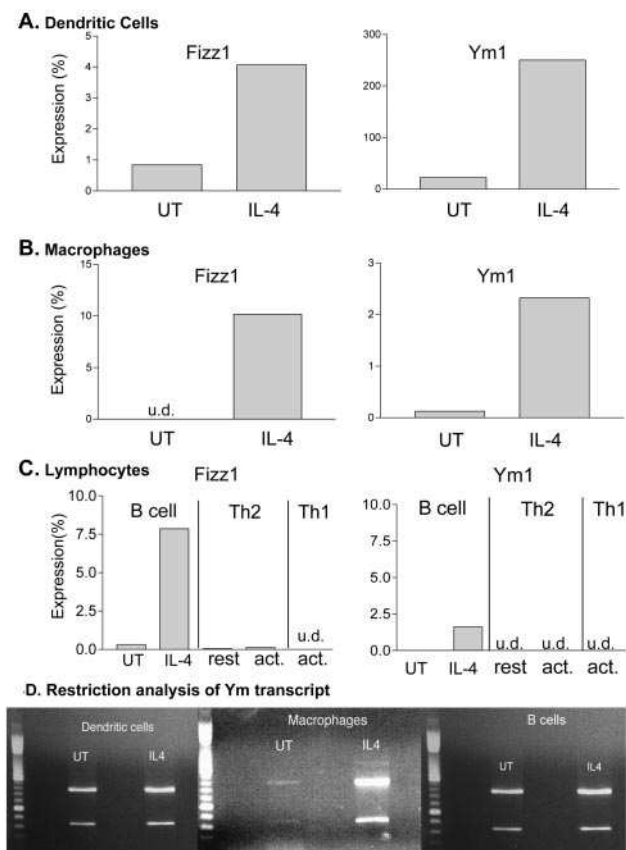 A. Dendritic Cells
Fizz1
Expression (%)
5
4
3
2
1
0
UT IL-4
Ym1
300
200
100
0
UT IL-4
B. Macrophages
Fizz1
Expression (%)
15
10
5
0
u.d.
UT IL-4
Ym1
3
2
1
0
UT IL-4
C. Lymphocytes
Fizz1
Expression(%)
10.0
7.5
5.0
2.5
0.0
B cell Th2 Th1
u.d.
UT IL-4 rest act. act.
Ym1
10.0
7.5
5.0
2.5
0.0
B cell Th2 Th1
u.d. u.d. u.d.
UT IL-4 rest act. act.
D. Restriction analysis of Ym transcript
Dendritic cells
UT IL4
Macrophages
UT IL4
B cells
UT IL4